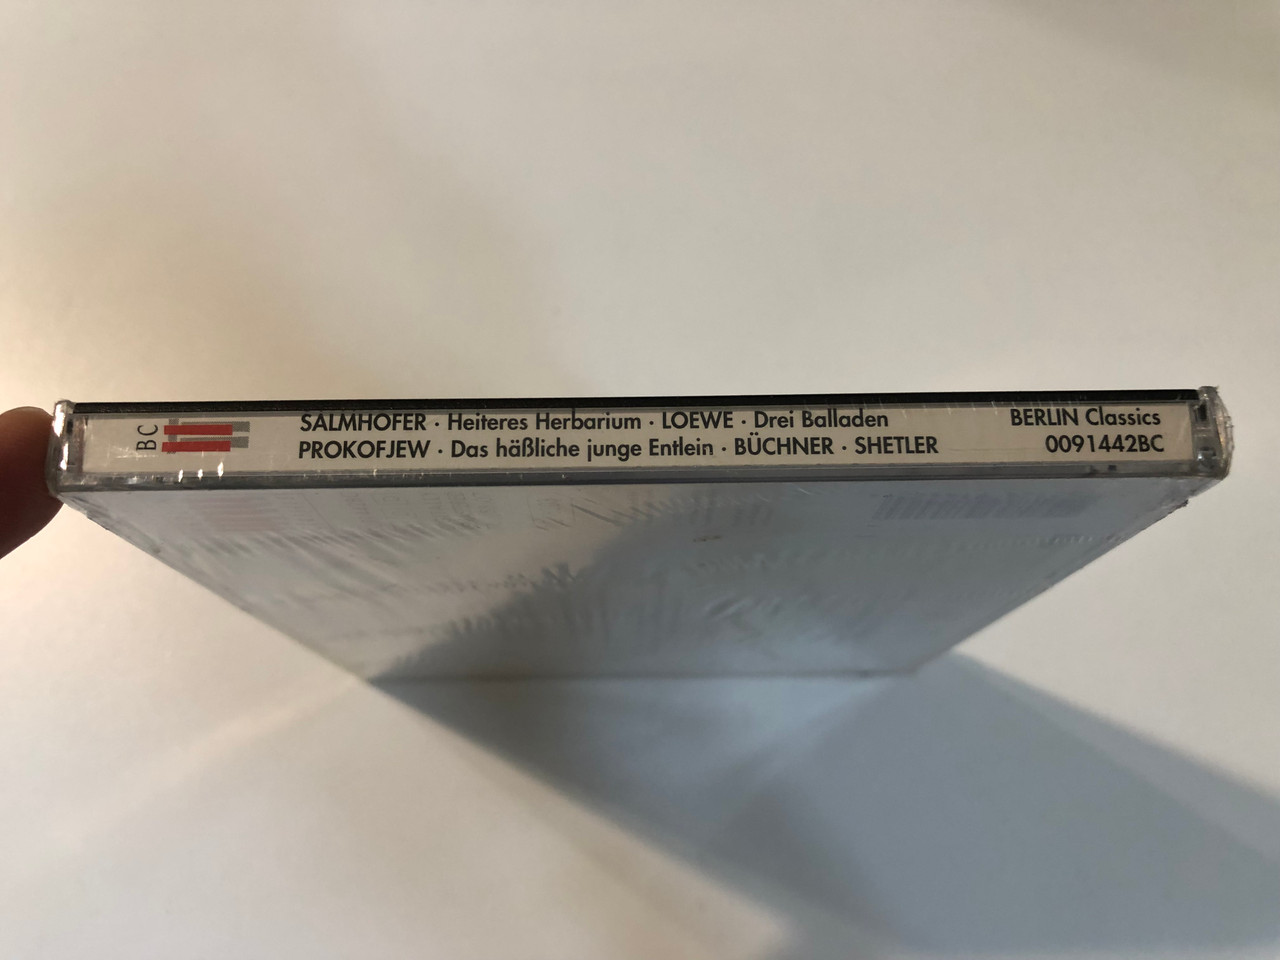 BC
SALMHOFER · Heiteres Herbarium · LOEWE · Drei Balladen
PROKOFJEW · Das häßliche junge Entlein · BÜCHNER · SHETLER
BERLIN Classics
0091442BC